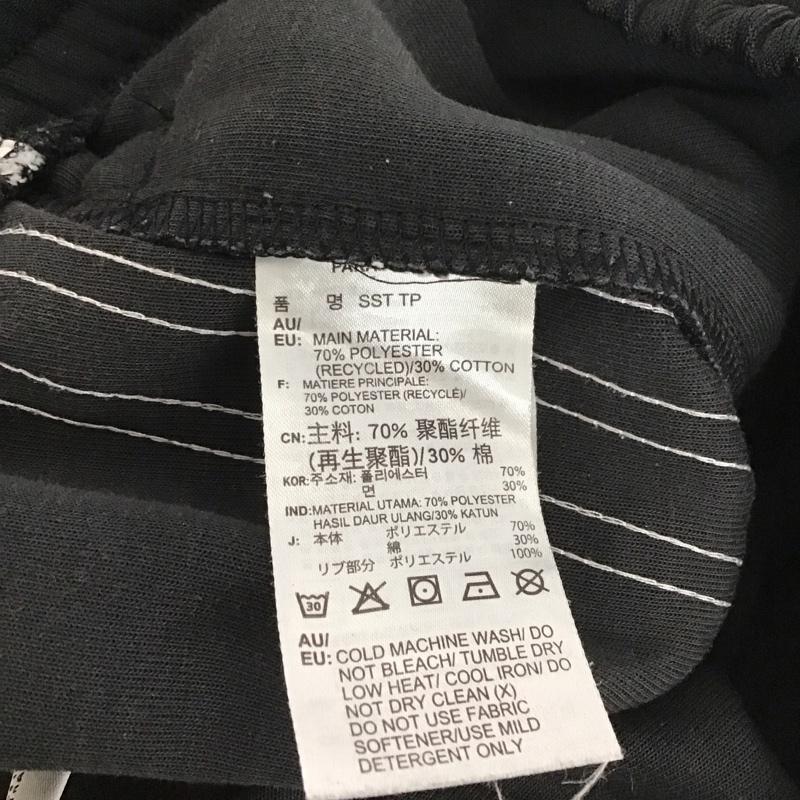 품 명 SST TP
AU/
EU: MAIN MATERIAL:
70% POLYESTER
(RECYCLED)/30% COTTON
F: MATIERE PRINCIPALE:
70% POLYESTER (RECYCLÉ)/
30% COTON
CN: 主料: 70% 聚酯纤维
(再生聚酯)/30% 棉
KOR: 주소재: 폴리에스터 70%
면 30%
IND: MATERIAL UTAMA: 70% POLYESTER
HASIL DAUR ULANG/30% KATUN
J: 本体 ポリエステル 70%
綿 30%
リブ部分 ポリエステル 100%
30
AU/
EU: COLD MACHINE WASH/ DO
NOT BLEACH/ TUMBLE DRY
LOW HEAT/ COOL IRON/ DO
NOT DRY CLEAN (X)
DO NOT USE FABRIC
SOFTENER/USE MILD
DETERGENT ONLY